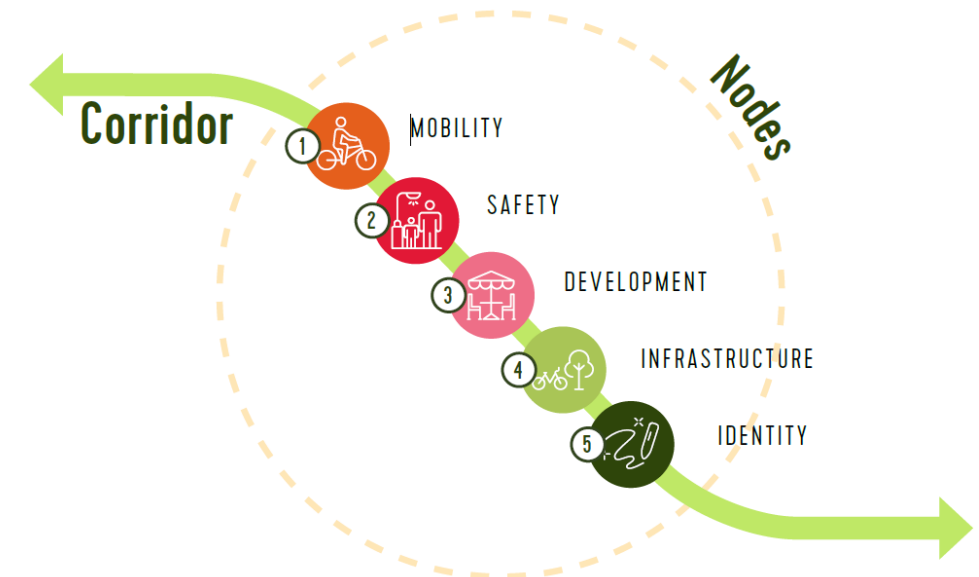 Corridor
Nodes
1
MOBILITY
2
SAFETY
3
DEVELOPMENT
4
INFRASTRUCTURE
5
IDENTITY